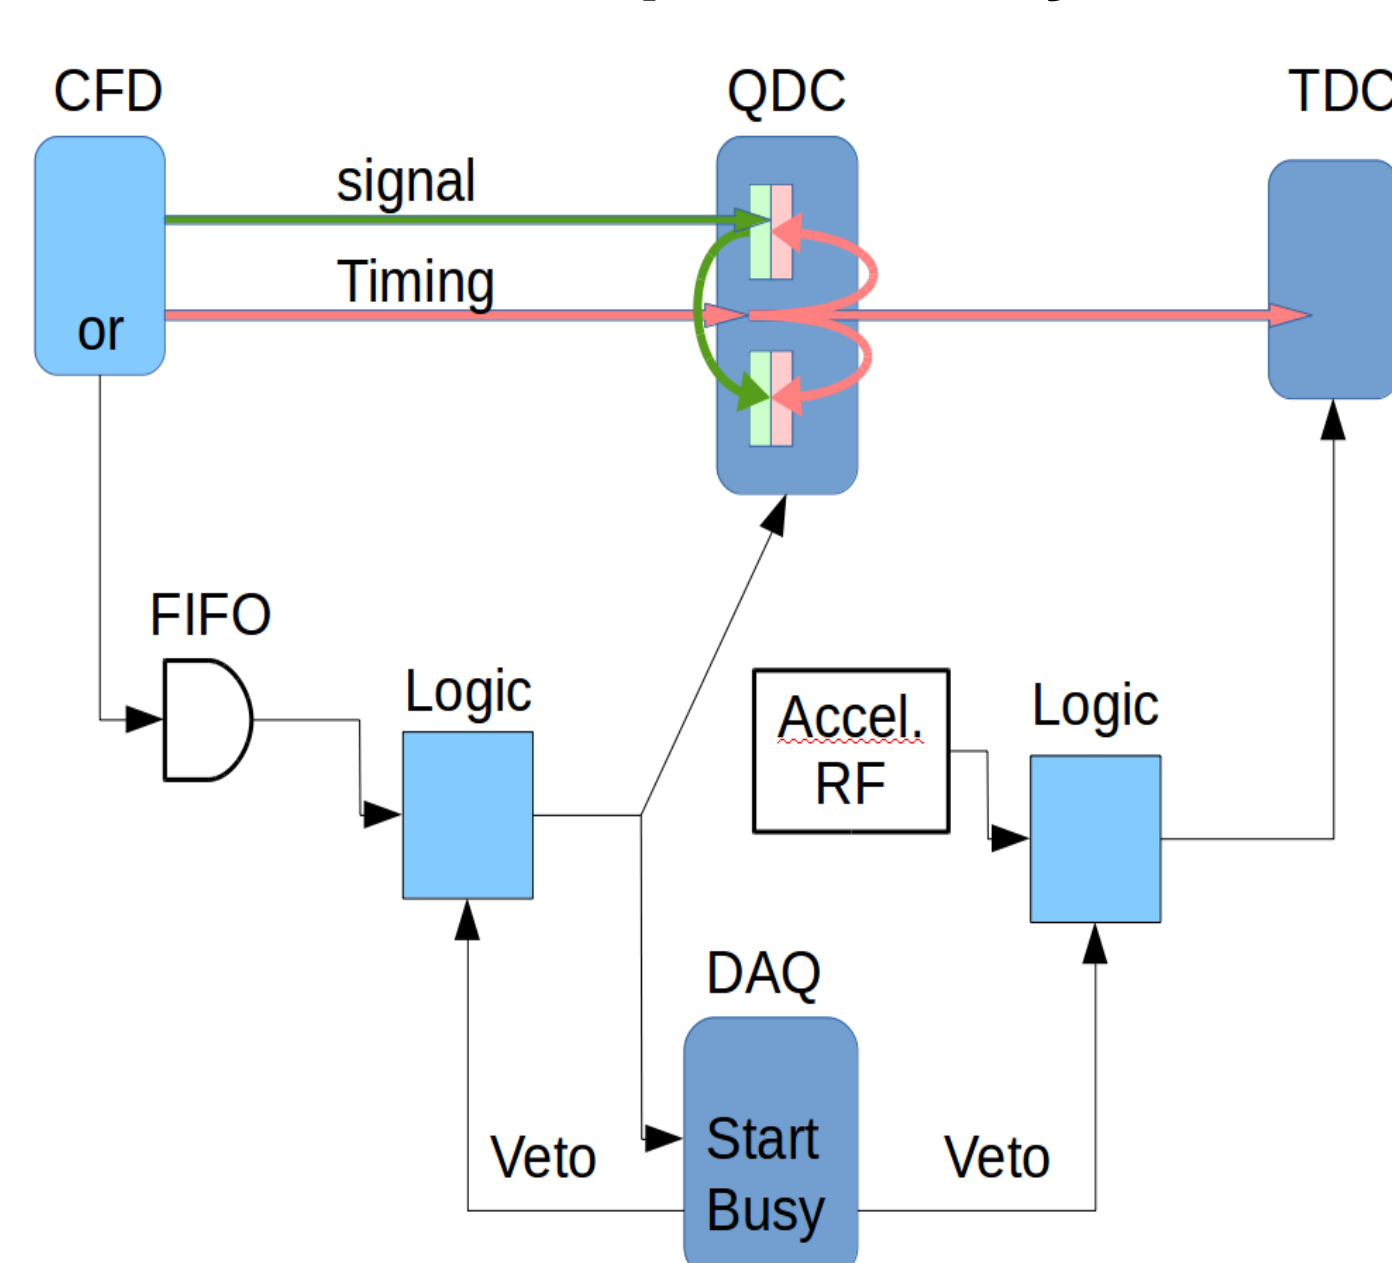 CFD
QDC
TDC
signal
Timing
or
FIFO
Logic
Accel.
RF
Logic
DAQ
Start
Busy
Veto
Veto